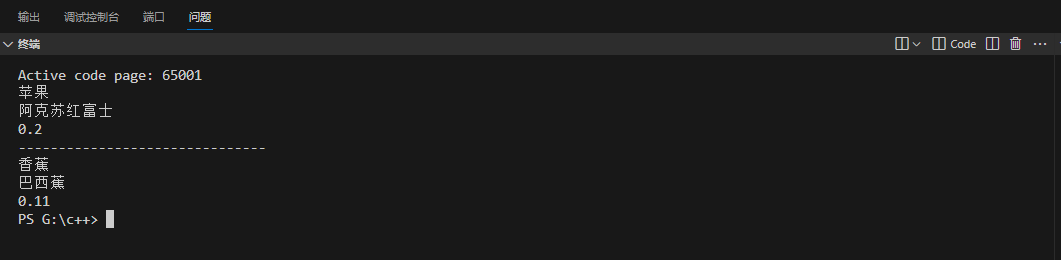 输出 调试控制台 端口 问题
终端 Code
Active code page: 65001
苹果
阿克苏红富士
0.2
-------------------------------
香蕉
巴西蕉
0.11
PS G:\c++>